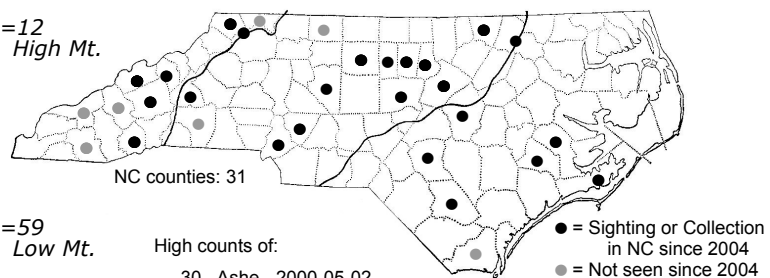 =12
High Mt.
NC counties: 31
=59
Low Mt.
High counts of:
30 - Ashe - 2000-05-02
● = Sighting or Collection
in NC since 2004
● = Not seen since 2004